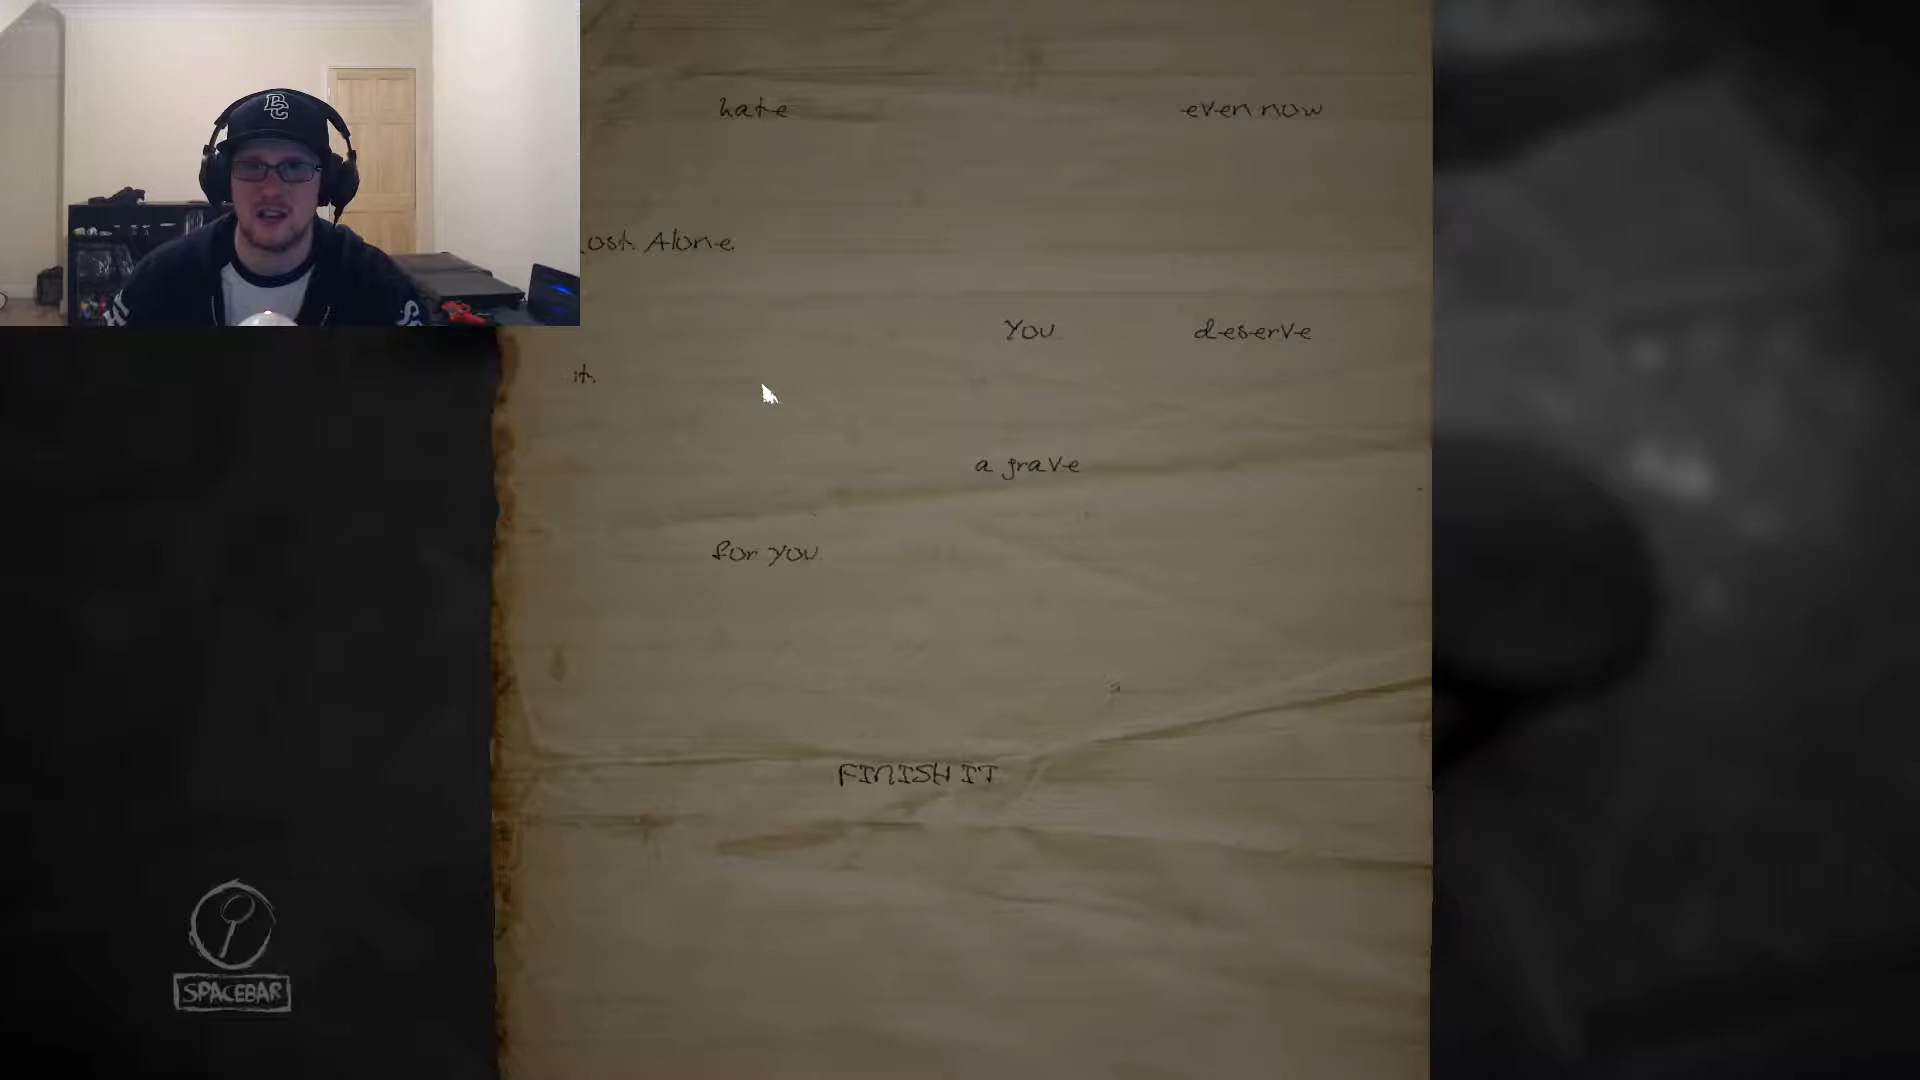 hate even now
ost. Alone.
You deserve
it.
a grave
for you.
FINISH IT
SPACEBAR